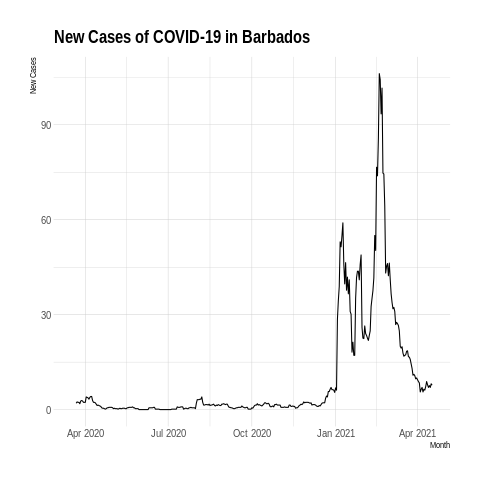 New Cases of COVID-19 in Barbados
New Cases
90
60
30
0
Apr 2020 Jul 2020 Oct 2020 Jan 2021 Apr 2021
Month